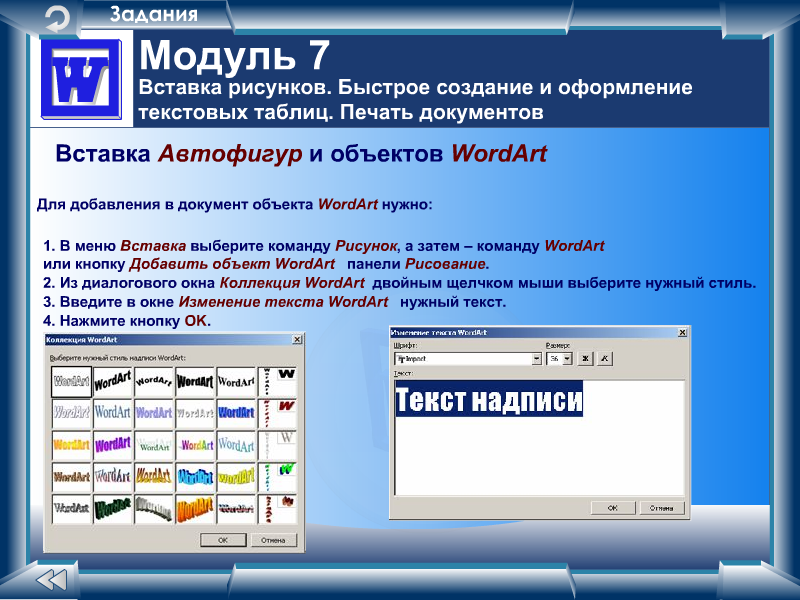 Задания
W
Модуль 7
Вставка рисунков. Быстрое создание и оформление
текстовых таблиц. Печать документов
Вставка Автофигур и объектов WordArt
Для добавления в документ объекта WordArt нужно:
1. В меню Вставка выберите команду Рисунок, а затем – команду WordArt
или кнопку Добавить объект WordArt панели Рисование.
2. Из диалогового окна Коллекция WordArt двойным щелчком мыши выберите нужный стиль.
3. Введите в окне Изменение текста WordArt нужный текст.
4. Нажмите кнопку OK.
Коллекция WordArt
Выберите нужный стиль надписи WordArt:
WordArt WordArt WordArt WordArt WordArt W
WordArt WordArt WordArt WordArt WordArt W
WordArt WordArt WordArt WordArt WordArt W
WordArt WordArt WordArt WordArt WordArt W
WordArt WordArt WordArt WordArt WordArt W
OK Отмена
Изменение текста WordArt
Шрифт: Размер:
Impact 36 Ж К
Текст:
Текст надписи
OK Отмена